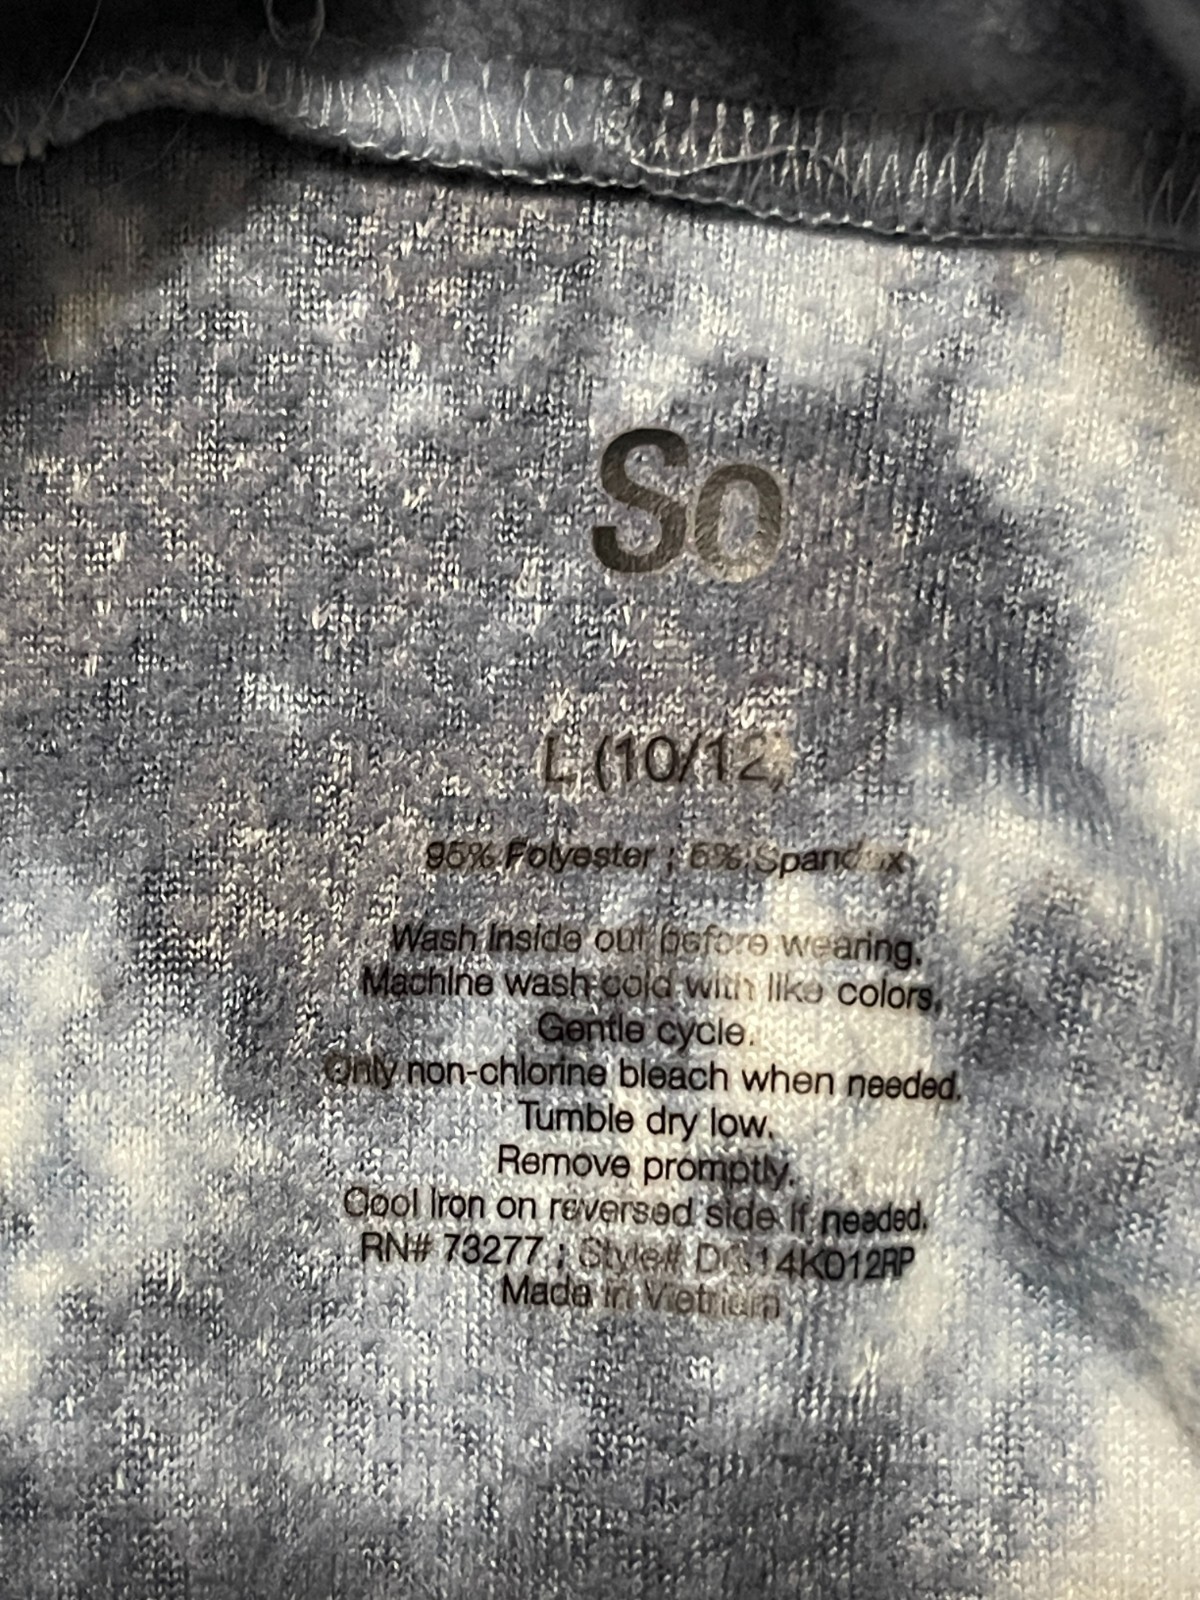 So
L (10/12)
95% Polyester ; 5% Spandex
Wash inside out before wearing.
Machine wash cold with like colors.
Gentle cycle.
Only non-chlorine bleach when needed.
Tumble dry low.
Remove promptly.
Cool Iron on reversed side if needed.
RN# 73277 ; Style#
Made in Vietnam